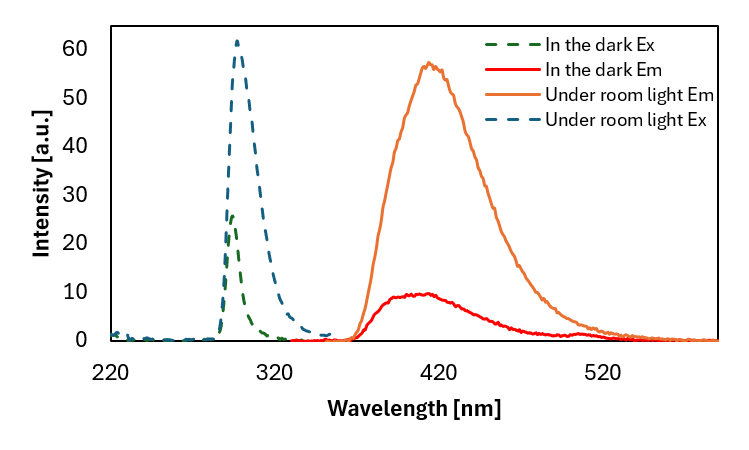 60
50
40
30
20
10
0
Intensity [a.u.]
In the dark Ex
In the dark Em
Under room light Em
Under room light Ex
220 320 420 520
Wavelength [nm]